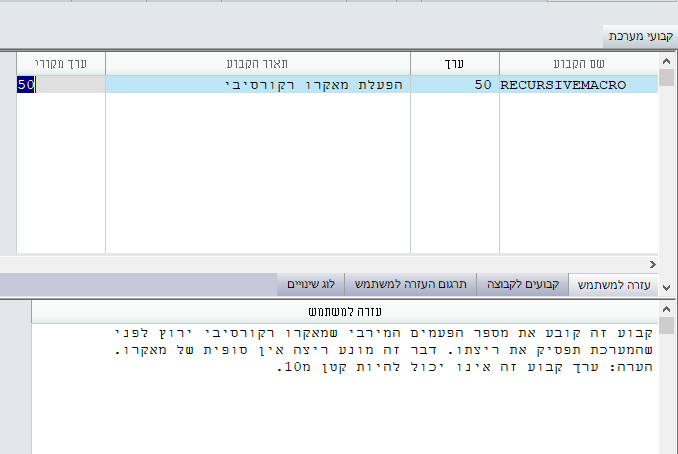 קבועי מערכת
שם הקבוע ערך תאור הקבוע ערך מקורי
RECURSIVEMACRO 50 הפעלת מאקרו רקורסיבי 50
עזרה למשתמש קבועים לקבוצה תרגום העזרה למשתמש לוג שינויים
עזרה למשתמש
קבוע זה קובע את מספר הפעמים המירבי שמאקרו רקורסיבי ירוץ לפני
שהמערכת תפסיק את ריצתו. דבר זה מונע ריצה אין סופית של מאקרו.
הערה: ערך קבוע זה אינו יכול להיות קטן מ10.